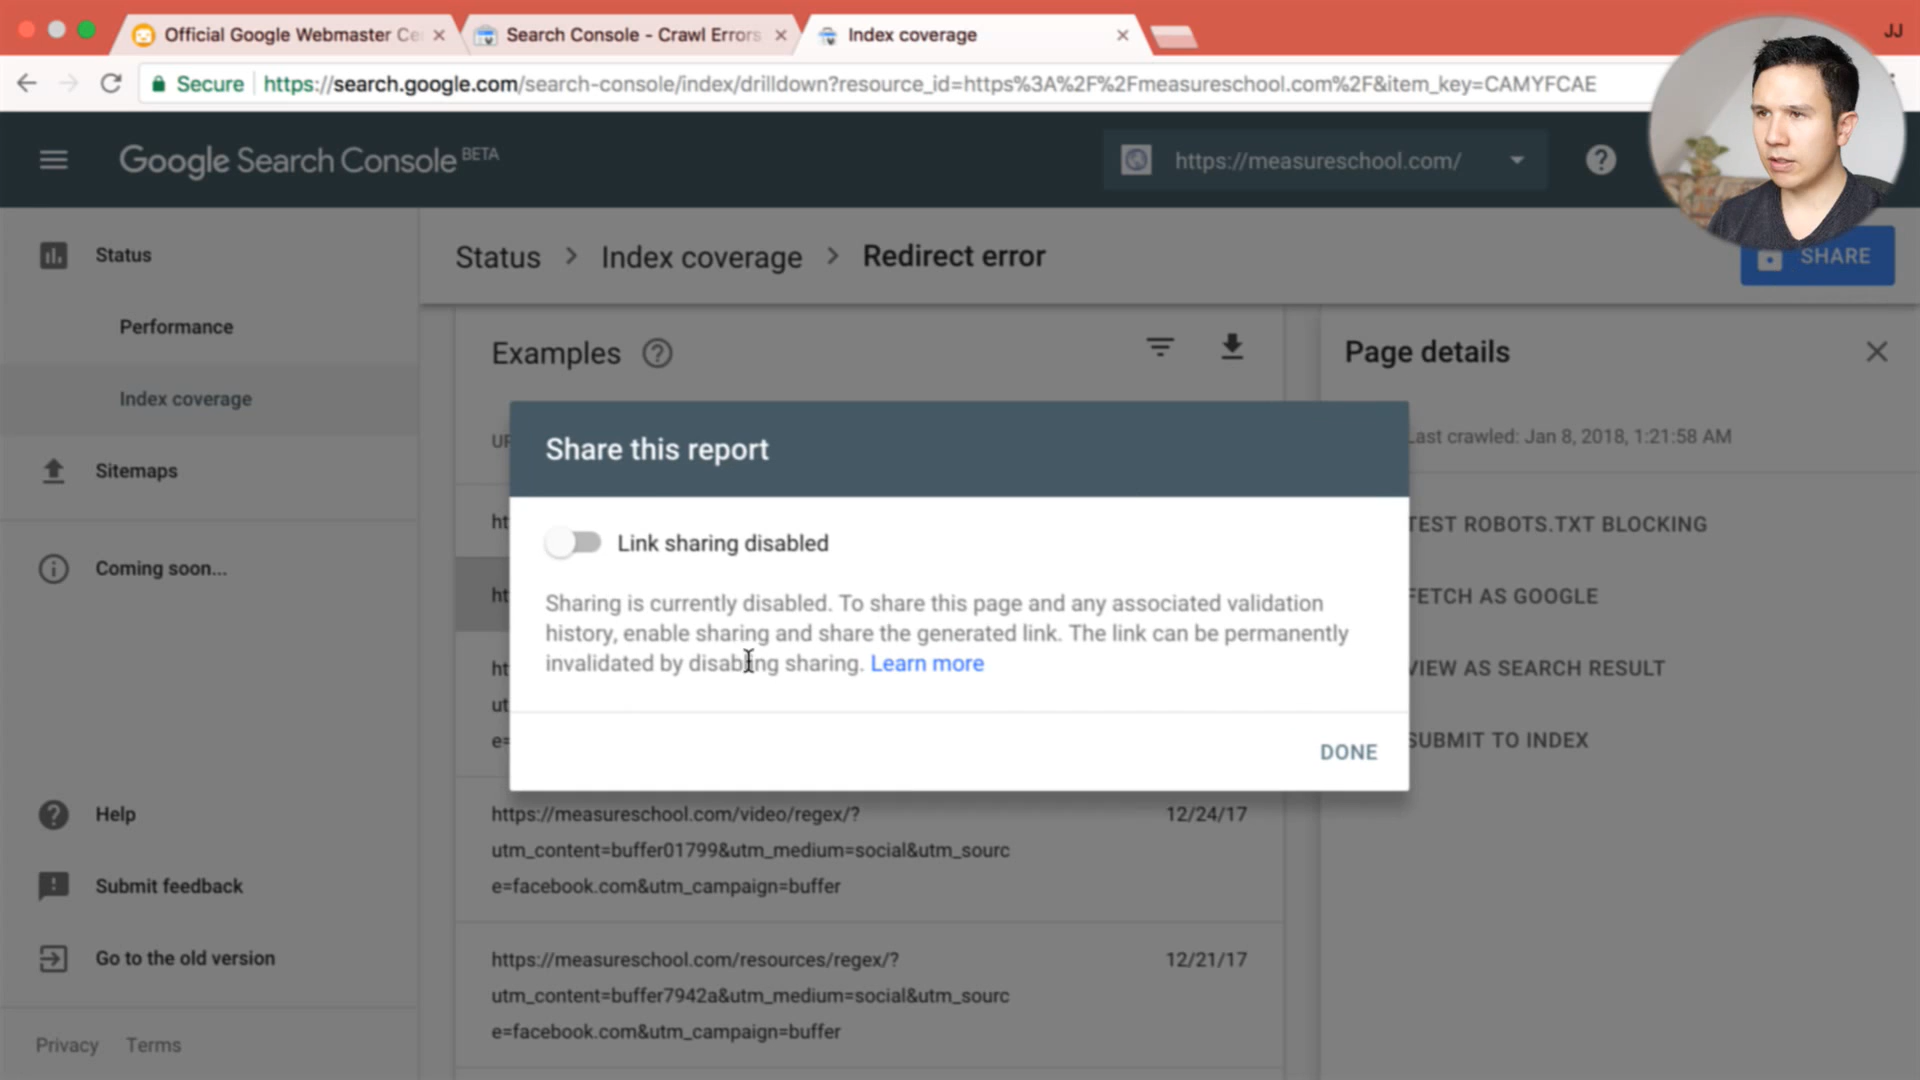 Official Google Webmaster Ce
Search Console - Crawl Errors
Index coverage
JJ
Secure
https://search.google.com/search-console/index/drilldown?resource_id=https%3A%2F%2Fmeasureschool.com%2F&item_key=CAMYFCAE
Google Search Console BETA
https://measureschool.com/
Status
Performance
Index coverage
Sitemaps
Coming soon...
Help
Submit feedback
Go to the old version
Privacy Terms
Status > Index coverage > Redirect error
SHARE
Examples
Page details
Last crawled: Jan 8, 2018, 1:21:58 AM
TEST ROBOTS.TXT BLOCKING
FETCH AS GOOGLE
VIEW AS SEARCH RESULT
SUBMIT TO INDEX
Share this report
Link sharing disabled
Sharing is currently disabled. To share this page and any associated validation
history, enable sharing and share the generated link. The link can be permanently
invalidated by disabling sharing. Learn more
DONE
ht
ht
ht
ut
e=
https://measureschool.com/video/regex/? 12/24/17
utm_content=buffer01799&utm_medium=social&utm_sourc
e=facebook.com&utm_campaign=buffer
https://measureschool.com/resources/regex/? 12/21/17
utm_content=buffer7942a&utm_medium=social&utm_sourc
e=facebook.com&utm_campaign=buffer